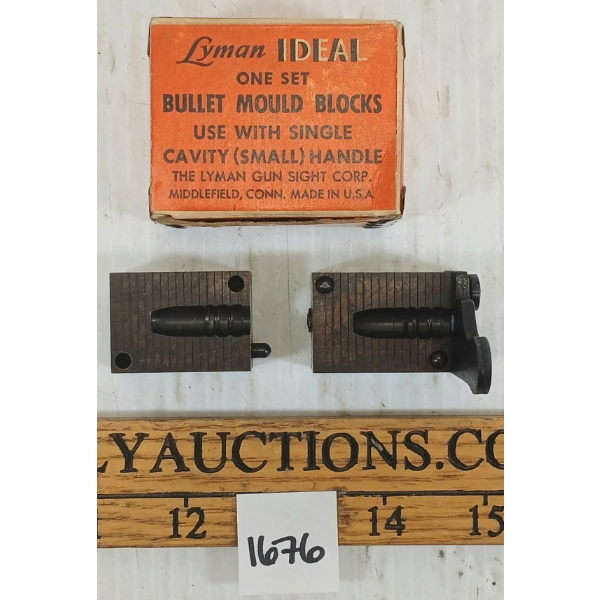 Lyman IDEAL
ONE SET
BULLET MOULD BLOCKS
USE WITH SINGLE
CAVITY (SMALL) HANDLE
THE LYMAN GUN SIGHT CORP.
MIDDLEFIELD, CONN. MADE IN U.S.A.
LYAUCTIONS.CO
12 14 15
1676